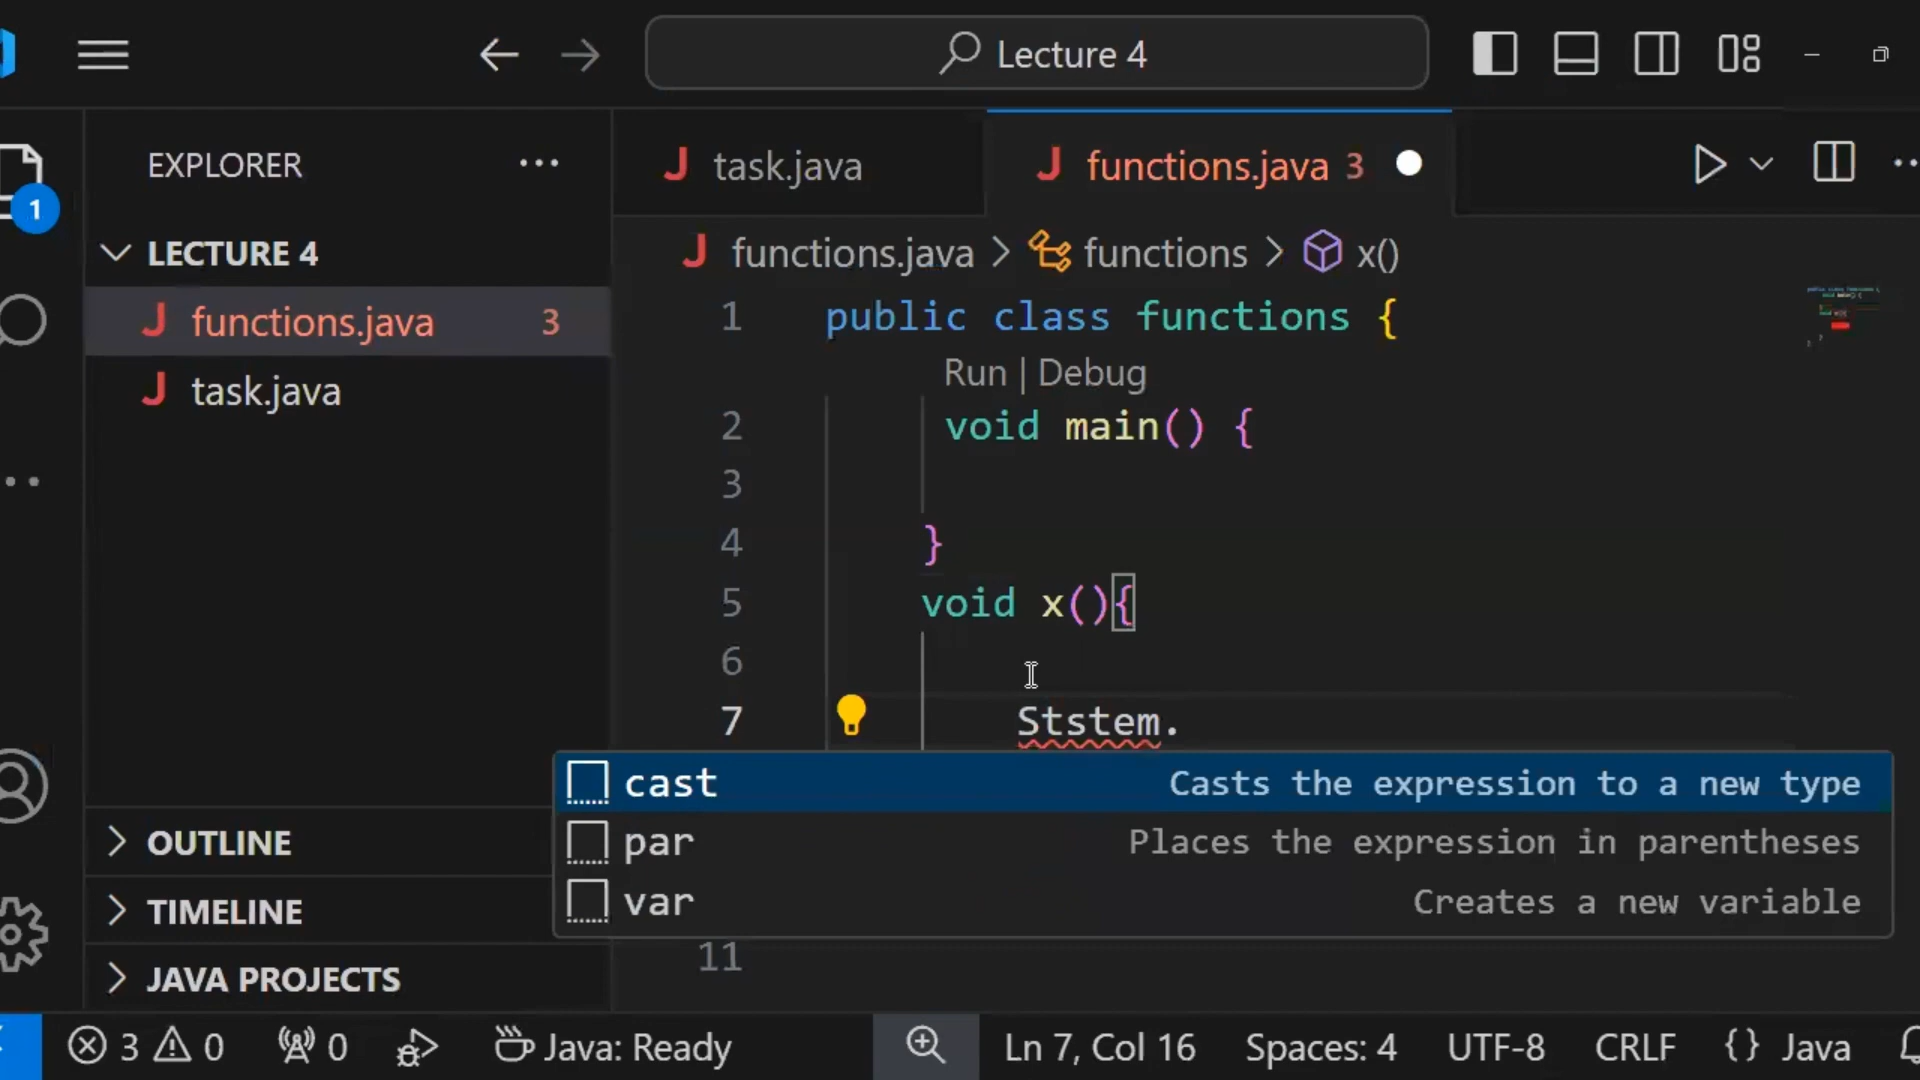 Lecture 4
EXPLORER
1
LECTURE 4
functions.java 3
task.java
OUTLINE
TIMELINE
JAVA PROJECTS
task.java
functions.java 3
functions.java > functions > x()
1 public class functions {
Run | Debug
2 void main() {
3
4 }
5 void x(){
6
7 Ststem.
cast Casts the expression to a new type
par Places the expression in parentheses
var Creates a new variable
11
3 0 0 Java: Ready Ln 7, Col 16 Spaces: 4 UTF-8 CRLF {} Java